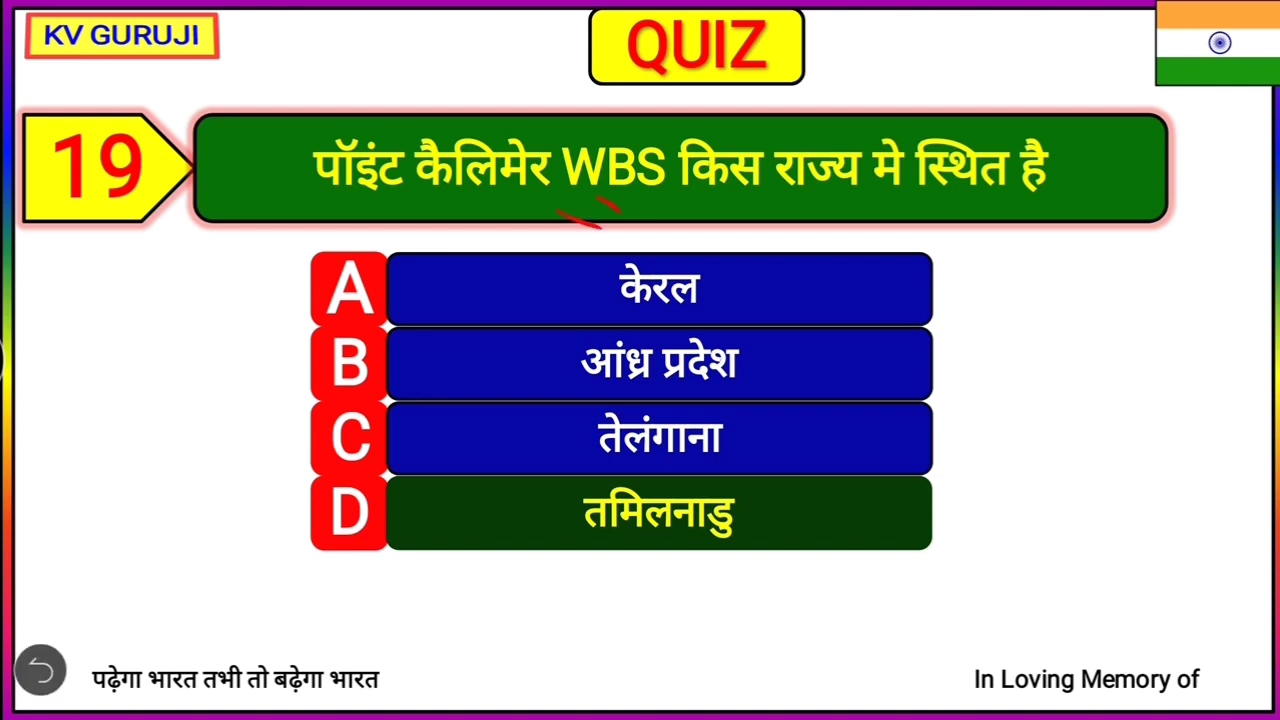 KV GURUJI
QUIZ
19
पॉइंट कैलिमेर WBS किस राज्य मे स्थित है
A केरल
B आंध्र प्रदेश
C तेलंगाना
D तमिलनाडु
पढ़ेगा भारत तभी तो बढ़ेगा भारत
In Loving Memory of